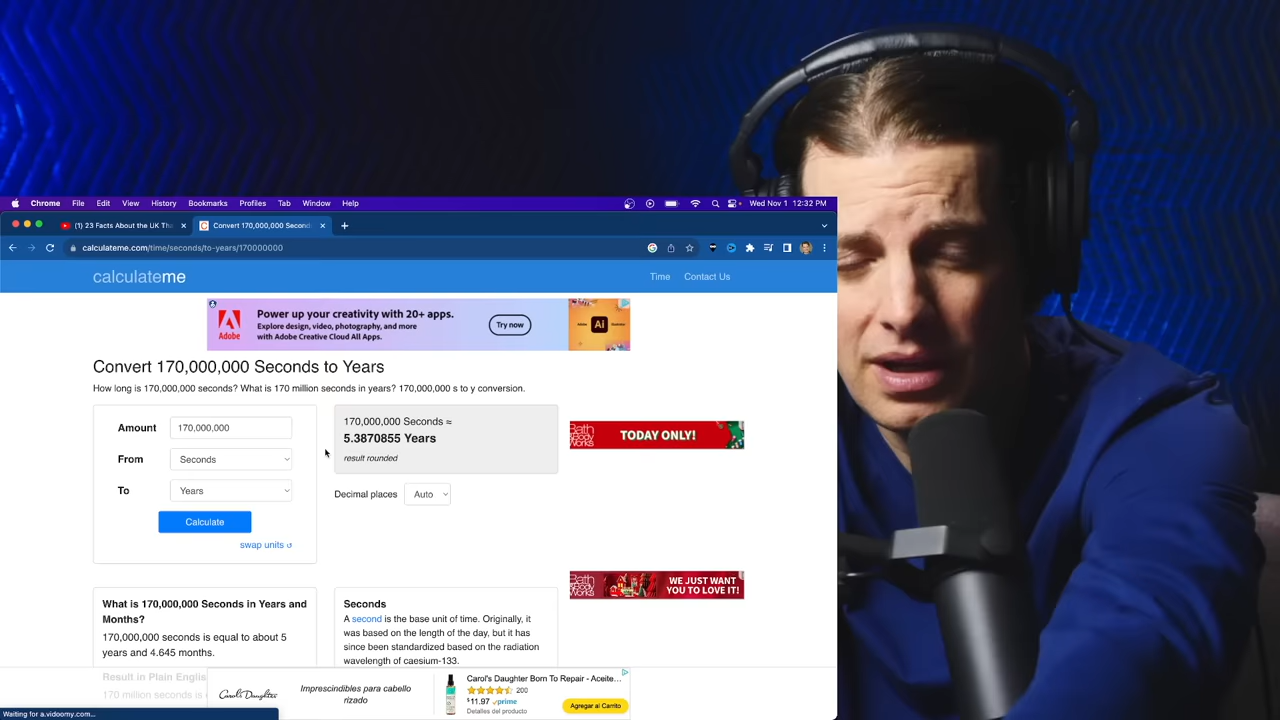 Chrome File Edit View History Bookmarks Profiles Tab Window Help
Wed Nov 1 12:32 PM
(1) 23 Facts About the UK Th
Convert 170,000,000 Second
calculateme.com/time/seconds/to-years/170000000
calculateme
Time Contact Us
Adobe
Power up your creativity with 20+ apps.
Explore design, video, photography, and more
with Adobe Creative Cloud All Apps.
Try now
Ai
Convert 170,000,000 Seconds to Years
How long is 170,000,000 seconds? What is 170 million seconds in years? 170,000,000 s to y conversion.
Amount 170,000,000
From Seconds
To Years
Calculate
swap units
170,000,000 Seconds ≈
5.3870855 Years
result rounded
Decimal places Auto
TODAY ONLY!
WE JUST WANT
YOU TO LOVE IT!
What is 170,000,000 Seconds in Years and
Months?
170,000,000 seconds is equal to about 5
years and 4.645 months.
Result in Plain Englis
170 million seconds is
Seconds
A second is the base unit of time. Originally, it
was based on the length of the day, but it has
since been standardized based on the radiation
wavelength of caesium-133.
Carol's Daughter
Imprescindibles para cabello
rizado
Carol's Daughter Born To Repair - Aceite...
200
$11.97 prime
Detalles del producto
Agregar al Carrito
Waiting for a.vidoomy.com...